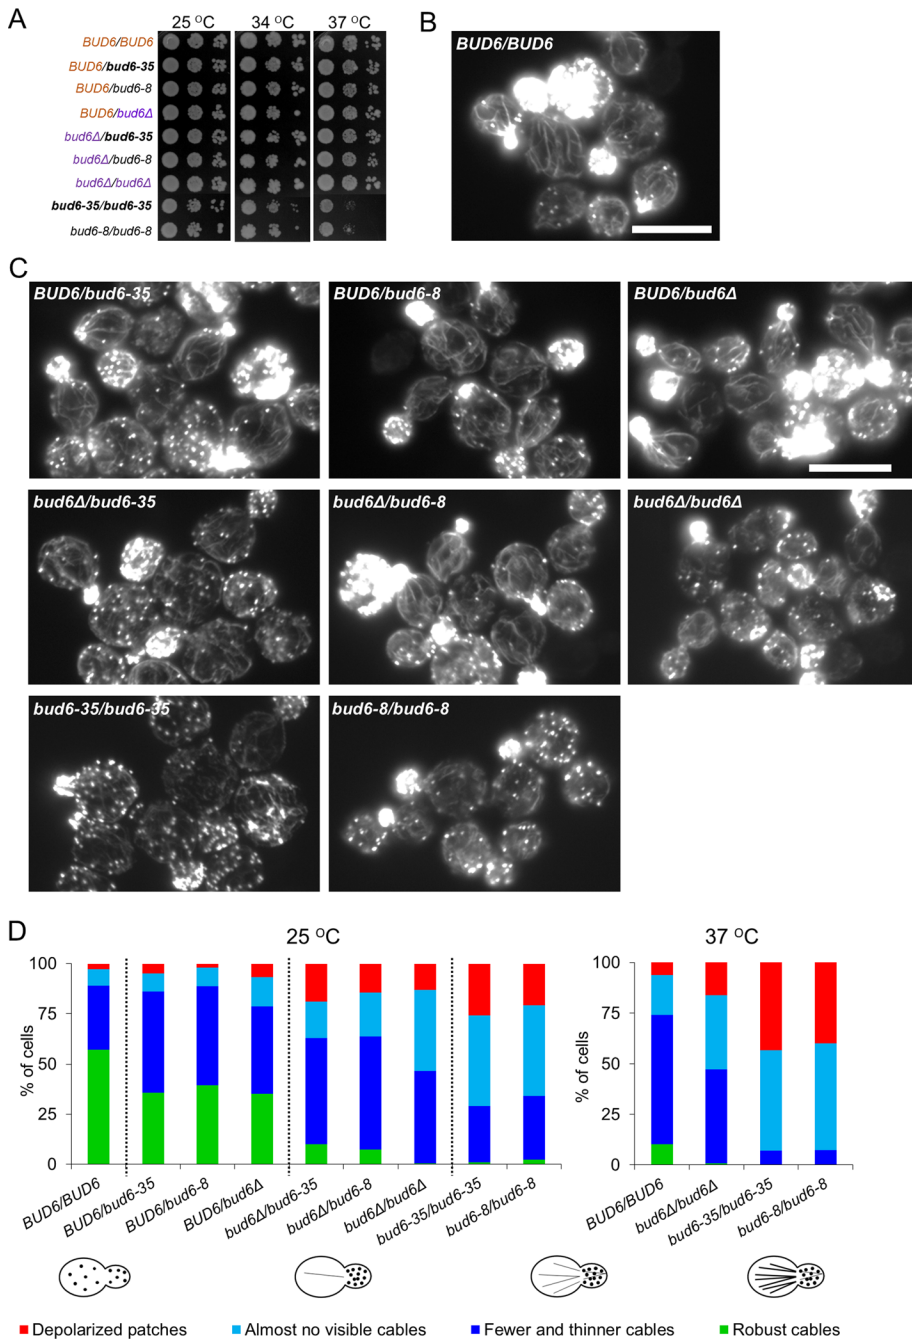 A
25 °C 34 °C 37 °C
BUD6/BUD6
BUD6/bud6-35
BUD6/bud6-8
BUD6/bud6Δ
bud6Δ/bud6-35
bud6Δ/bud6-8
bud6Δ/bud6Δ
bud6-35/bud6-35
bud6-8/bud6-8
B
BUD6/BUD6
C
BUD6/bud6-35
BUD6/bud6-8
BUD6/bud6Δ
bud6Δ/bud6-35
bud6Δ/bud6-8
bud6Δ/bud6Δ
bud6-35/bud6-35
bud6-8/bud6-8
D
25 °C
% of cells
100
75
50
25
0
BUD6/BUD6
BUD6/bud6-35
BUD6/bud6-8
BUD6/bud6Δ
bud6Δ/bud6-35
bud6Δ/bud6-8
bud6Δ/bud6Δ
bud6-35/bud6-35
bud6-8/bud6-8
37 °C
% of cells
100
75
50
25
0
BUD6/BUD6
bud6Δ/bud6Δ
bud6-35/bud6-35
bud6-8/bud6-8
Depolarized patches
Almost no visible cables
Fewer and thinner cables
Robust cables